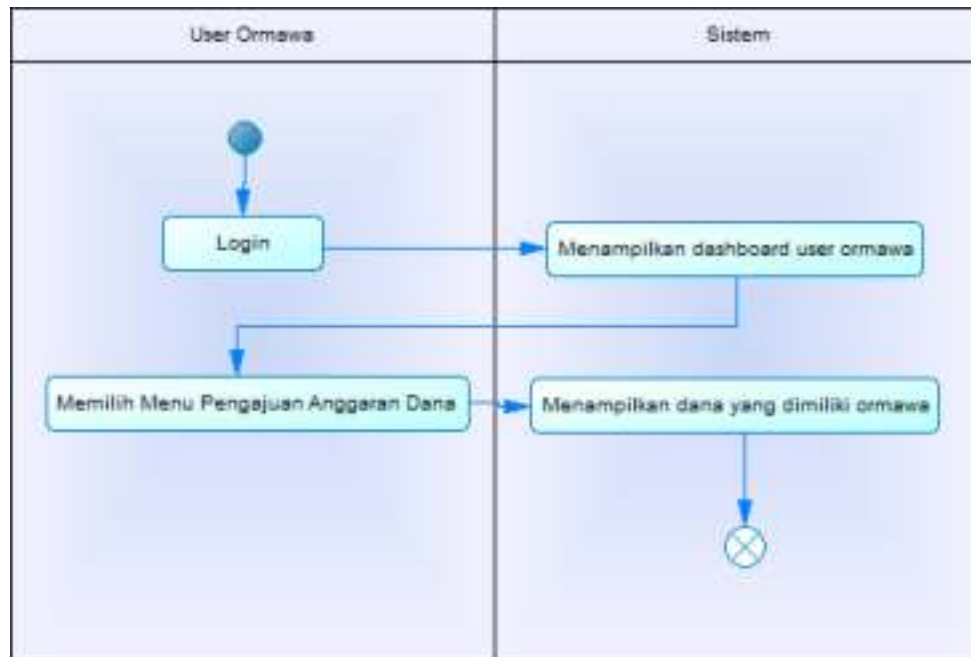 User Ormawa
Sistem
Login
Menampilkan dashboard user ormawa
Memilih Menu Pengajuan Anggaran Dana
Menampilkan dana yang dimiliki ormawa